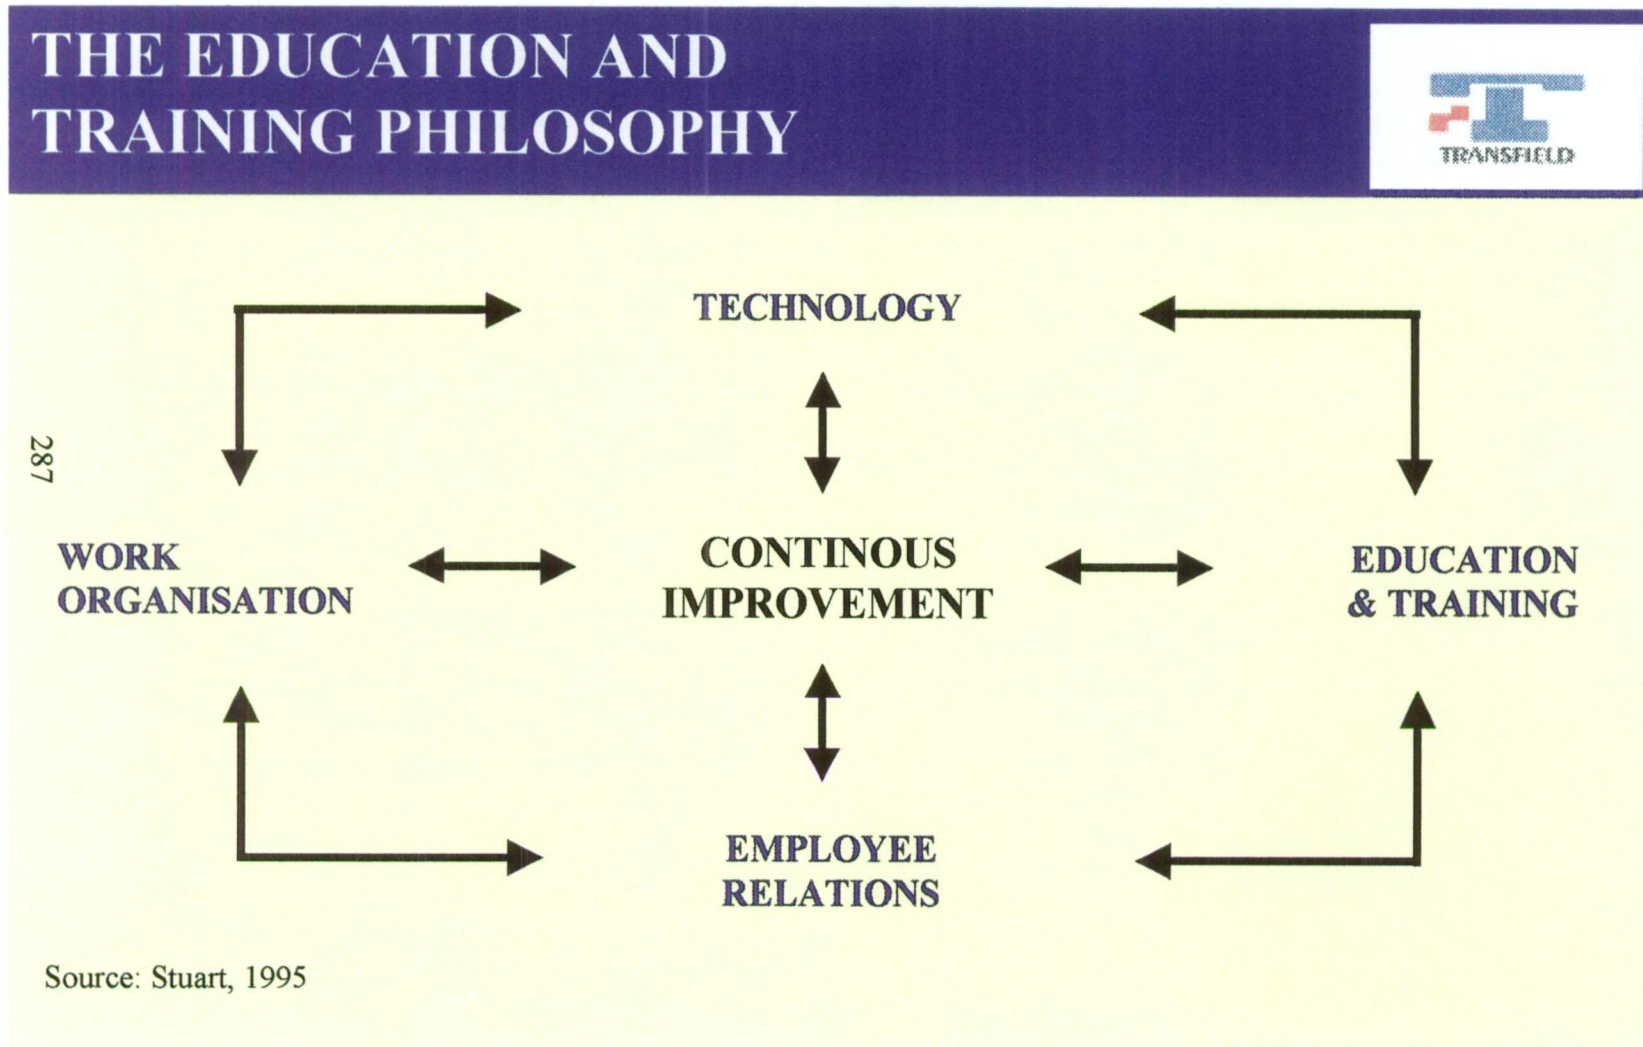 THE EDUCATION AND
TRAINING PHILOSOPHY
TRANSFIELD
TECHNOLOGY
287
WORK
ORGANISATION
CONTINOUS
IMPROVEMENT
EDUCATION
& TRAINING
EMPLOYEE
RELATIONS
Source: Stuart, 1995